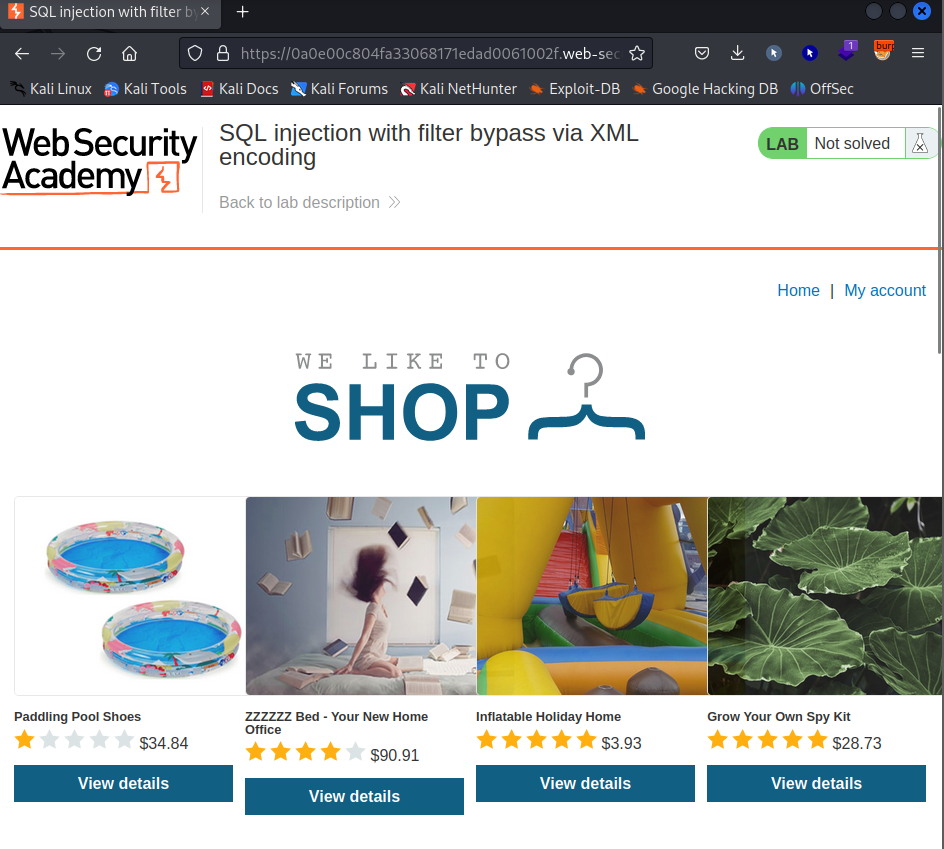 SQL injection with filter by
https://0a0e00c804fa33068171edad0061002f.web-sec
1
burp
Kali Linux
Kali Tools
Kali Docs
Kali Forums
Kali NetHunter
Exploit-DB
Google Hacking DB
OffSec
Web Security
Academy
SQL injection with filter bypass via XML
encoding
Back to lab description
LAB
Not solved
Home | My account
WE LIKE TO
SHOP
Paddling Pool Shoes
$34.84
View details
ZZZZZZ Bed - Your New Home
Office
$90.91
View details
Inflatable Holiday Home
$3.93
View details
Grow Your Own Spy Kit
$28.73
View details